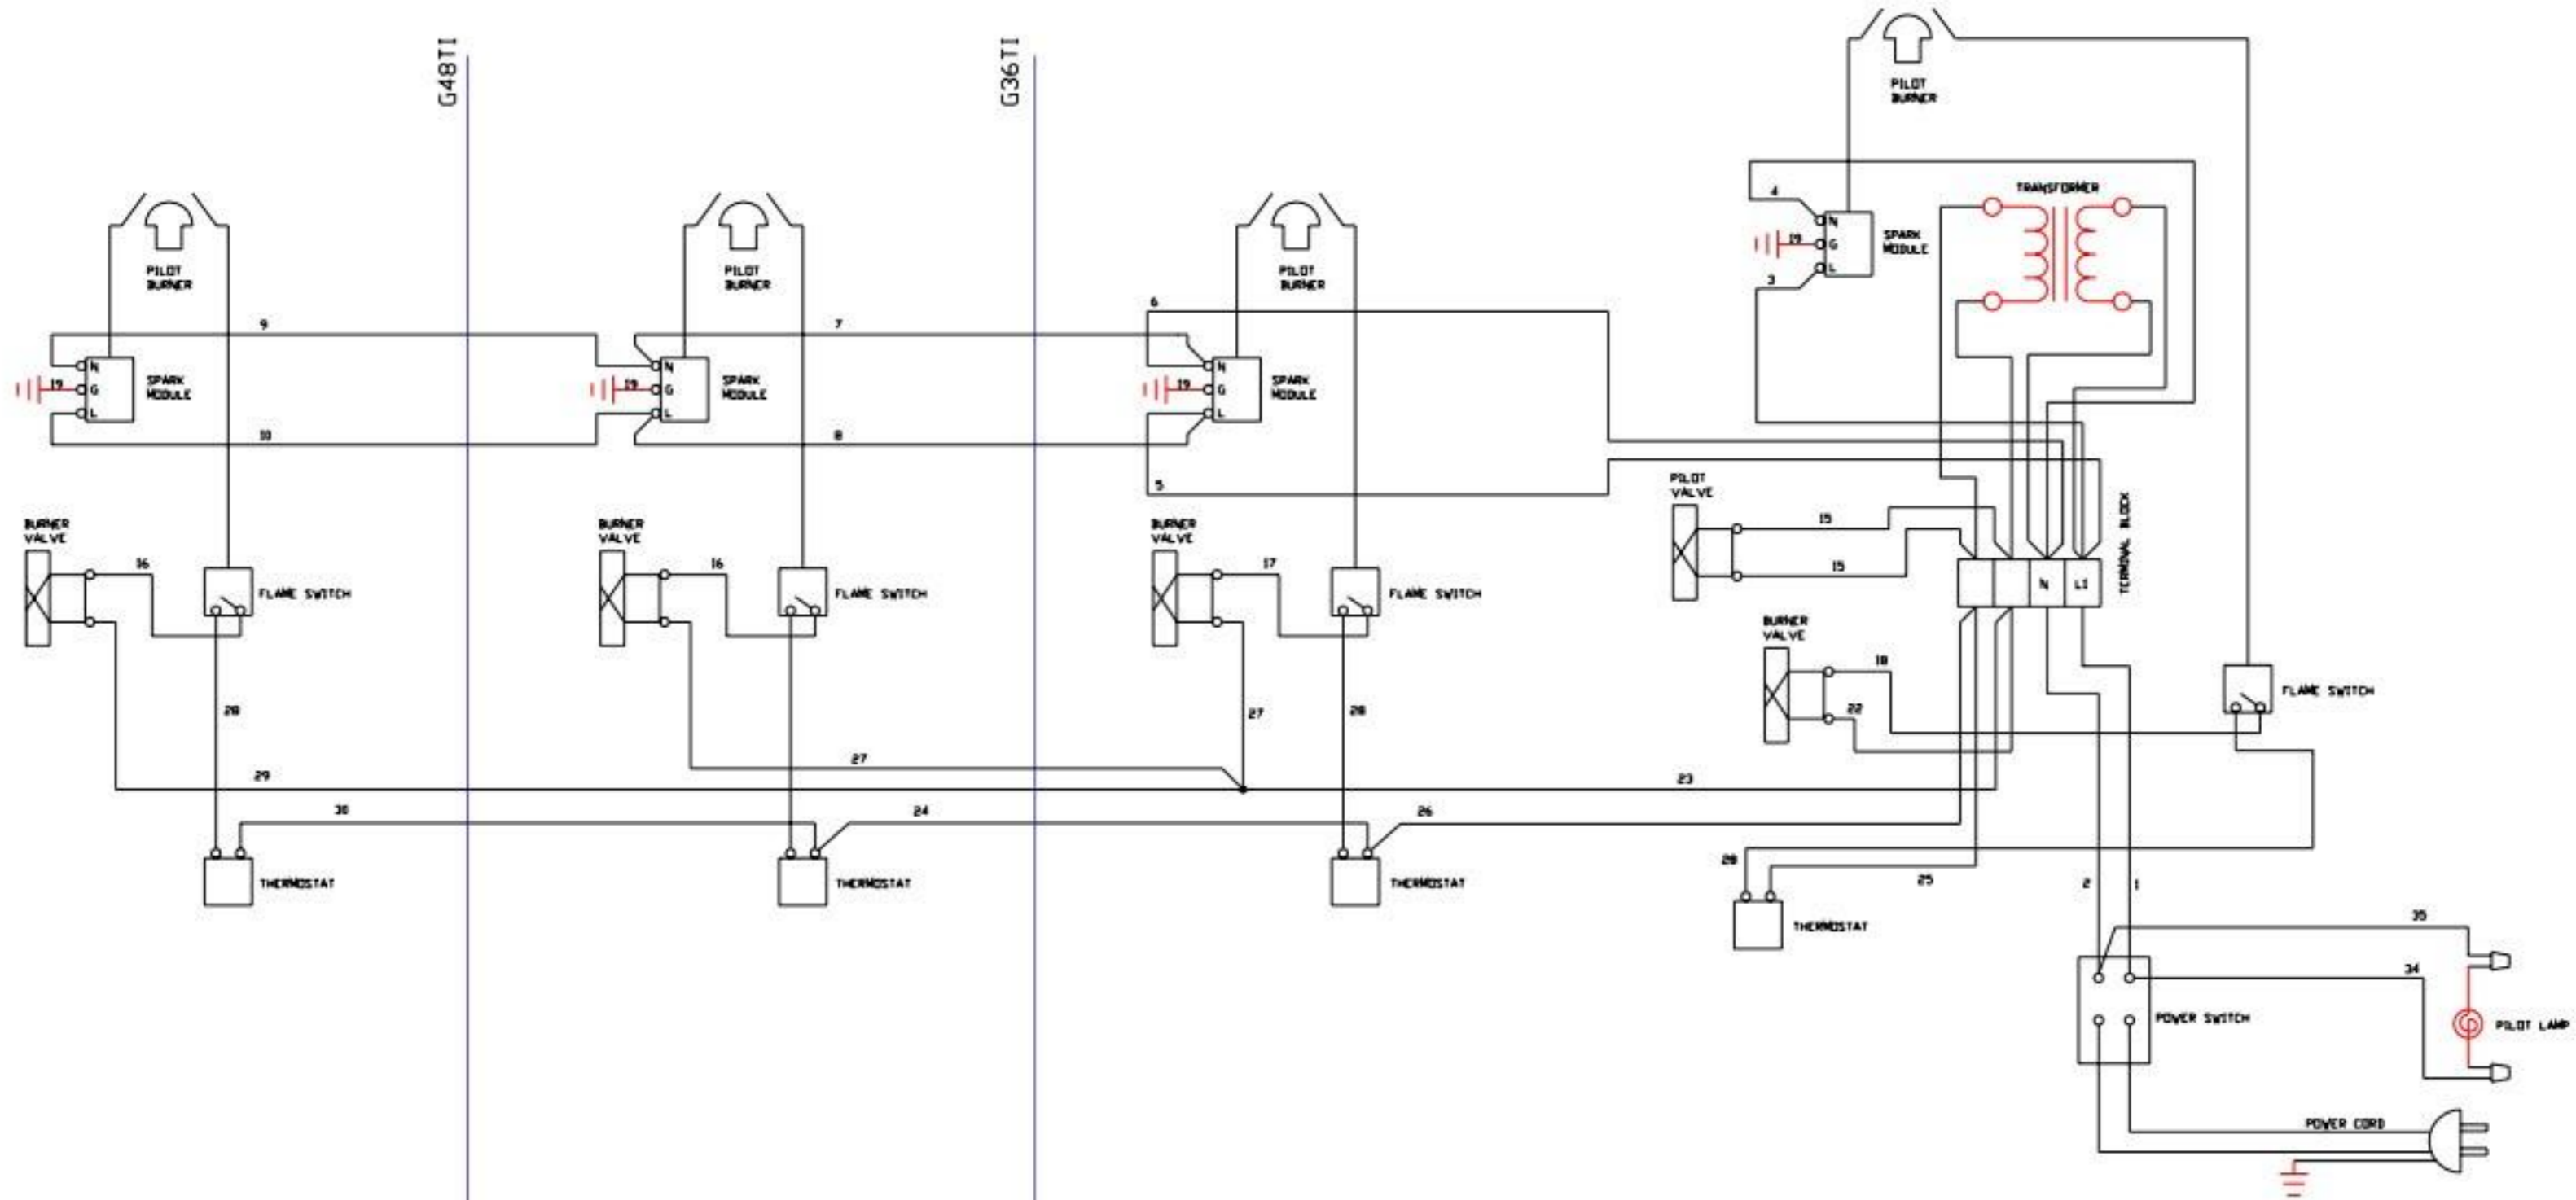 G48TI
G36TI
PILOT
BURNER
4
TRANSFORMER
N
19
G
SPARK
MODULE
L
3
PILOT
BURNER
PILOT
BURNER
PILOT
BURNER
9
7
6
N
19
G
L
SPARK
MODULE
N
19
G
L
SPARK
MODULE
N
19
G
L
SPARK
MODULE
10
8
5
PILOT
VALVE
TERMINAL BLOCK
15
15
N
L1
BURNER
VALVE
16
FLAME SWITCH
BURNER
VALVE
16
FLAME SWITCH
BURNER
VALVE
17
FLAME SWITCH
BURNER
VALVE
18
22
FLAME SWITCH
28
27
28
27
29
23
30
24
26
THERMOSTAT
THERMOSTAT
THERMOSTAT
28
25
2
1
THERMOSTAT
35
34
POWER SWITCH
PILOT LAMP
POWER CORD